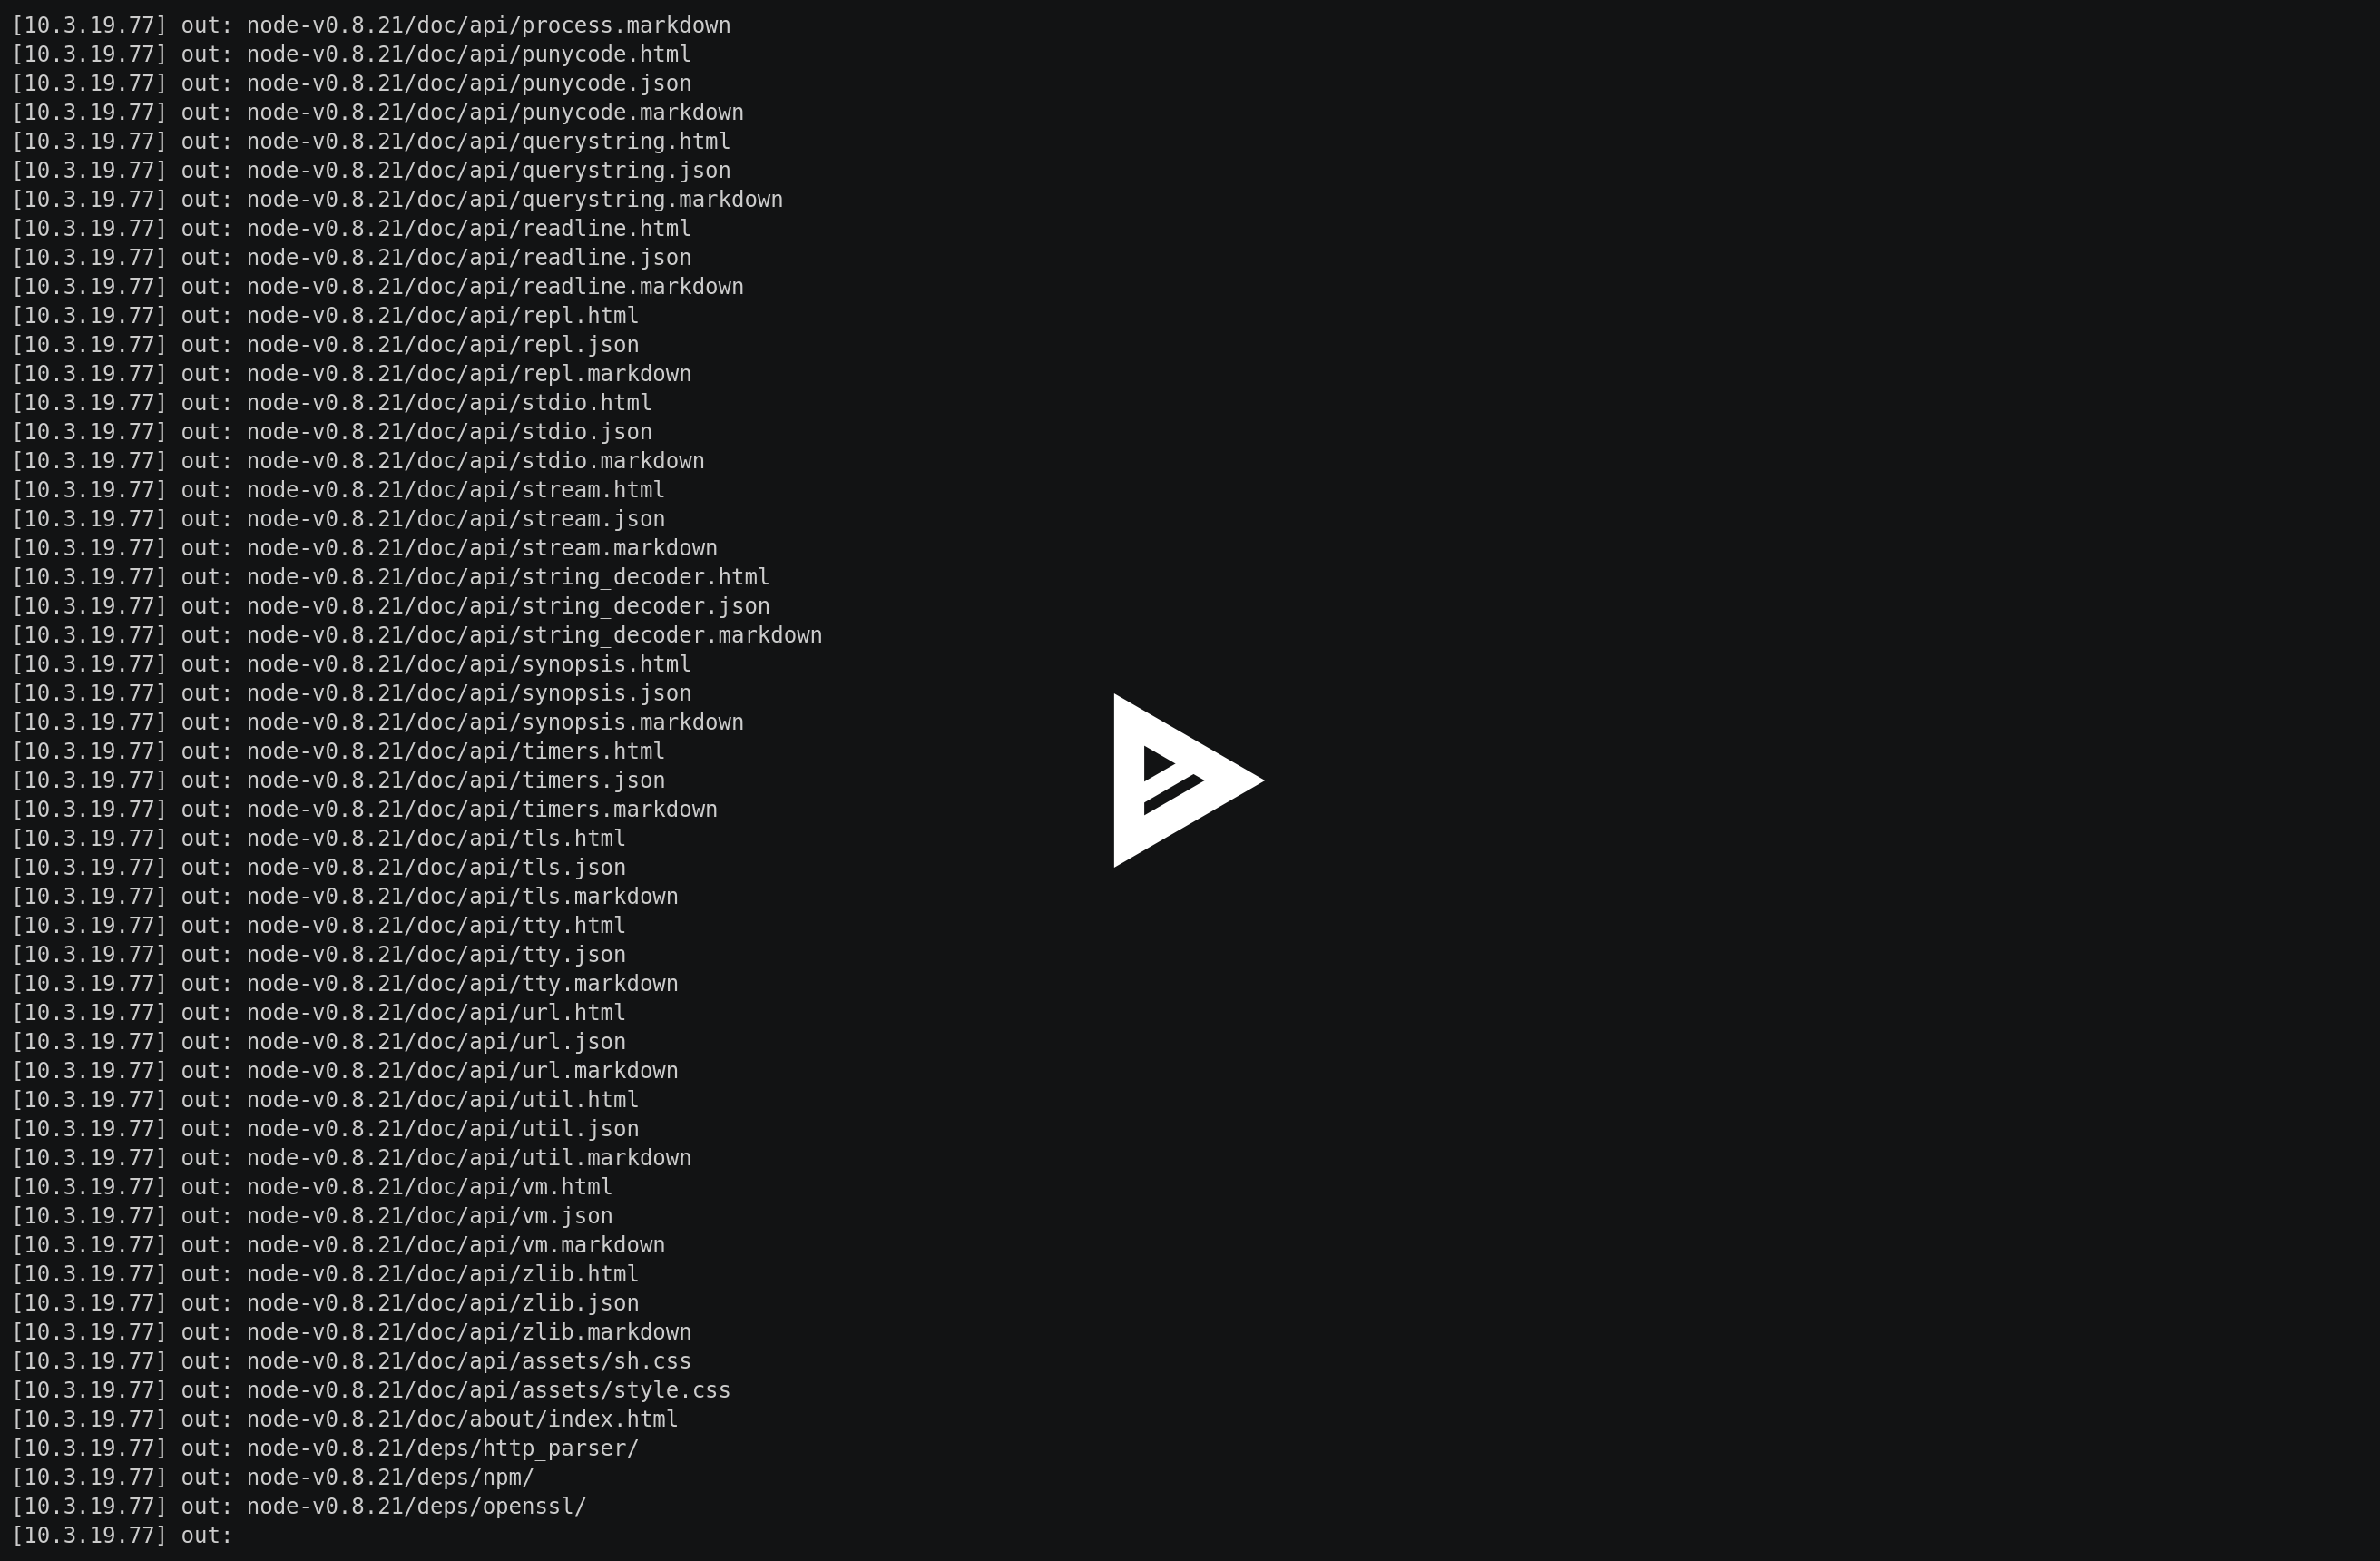 [10.3.19.77] out: node-v0.8.21/doc/api/process.markdown
[10.3.19.77] out: node-v0.8.21/doc/api/punycode.html
[10.3.19.77] out: node-v0.8.21/doc/api/punycode.json
[10.3.19.77] out: node-v0.8.21/doc/api/punycode.markdown
[10.3.19.77] out: node-v0.8.21/doc/api/querystring.html
[10.3.19.77] out: node-v0.8.21/doc/api/querystring.json
[10.3.19.77] out: node-v0.8.21/doc/api/querystring.markdown
[10.3.19.77] out: node-v0.8.21/doc/api/readline.html
[10.3.19.77] out: node-v0.8.21/doc/api/readline.json
[10.3.19.77] out: node-v0.8.21/doc/api/readline.markdown
[10.3.19.77] out: node-v0.8.21/doc/api/repl.html
[10.3.19.77] out: node-v0.8.21/doc/api/repl.json
[10.3.19.77] out: node-v0.8.21/doc/api/repl.markdown
[10.3.19.77] out: node-v0.8.21/doc/api/stdio.html
[10.3.19.77] out: node-v0.8.21/doc/api/stdio.json
[10.3.19.77] out: node-v0.8.21/doc/api/stdio.markdown
[10.3.19.77] out: node-v0.8.21/doc/api/stream.html
[10.3.19.77] out: node-v0.8.21/doc/api/stream.json
[10.3.19.77] out: node-v0.8.21/doc/api/stream.markdown
[10.3.19.77] out: node-v0.8.21/doc/api/string_decoder.html
[10.3.19.77] out: node-v0.8.21/doc/api/string_decoder.json
[10.3.19.77] out: node-v0.8.21/doc/api/string_decoder.markdown
[10.3.19.77] out: node-v0.8.21/doc/api/synopsis.html
[10.3.19.77] out: node-v0.8.21/doc/api/synopsis.json
[10.3.19.77] out: node-v0.8.21/doc/api/synopsis.markdown
[10.3.19.77] out: node-v0.8.21/doc/api/timers.html
[10.3.19.77] out: node-v0.8.21/doc/api/timers.json
[10.3.19.77] out: node-v0.8.21/doc/api/timers.markdown
[10.3.19.77] out: node-v0.8.21/doc/api/tls.html
[10.3.19.77] out: node-v0.8.21/doc/api/tls.json
[10.3.19.77] out: node-v0.8.21/doc/api/tls.markdown
[10.3.19.77] out: node-v0.8.21/doc/api/tty.html
[10.3.19.77] out: node-v0.8.21/doc/api/tty.json
[10.3.19.77] out: node-v0.8.21/doc/api/tty.markdown
[10.3.19.77] out: node-v0.8.21/doc/api/url.html
[10.3.19.77] out: node-v0.8.21/doc/api/url.json
[10.3.19.77] out: node-v0.8.21/doc/api/url.markdown
[10.3.19.77] out: node-v0.8.21/doc/api/util.html
[10.3.19.77] out: node-v0.8.21/doc/api/util.json
[10.3.19.77] out: node-v0.8.21/doc/api/util.markdown
[10.3.19.77] out: node-v0.8.21/doc/api/vm.html
[10.3.19.77] out: node-v0.8.21/doc/api/vm.json
[10.3.19.77] out: node-v0.8.21/doc/api/vm.markdown
[10.3.19.77] out: node-v0.8.21/doc/api/zlib.html
[10.3.19.77] out: node-v0.8.21/doc/api/zlib.json
[10.3.19.77] out: node-v0.8.21/doc/api/zlib.markdown
[10.3.19.77] out: node-v0.8.21/doc/api/assets/sh.css
[10.3.19.77] out: node-v0.8.21/doc/api/assets/style.css
[10.3.19.77] out: node-v0.8.21/doc/about/index.html
[10.3.19.77] out: node-v0.8.21/deps/http_parser/
[10.3.19.77] out: node-v0.8.21/deps/npm/
[10.3.19.77] out: node-v0.8.21/deps/openssl/
[10.3.19.77] out: